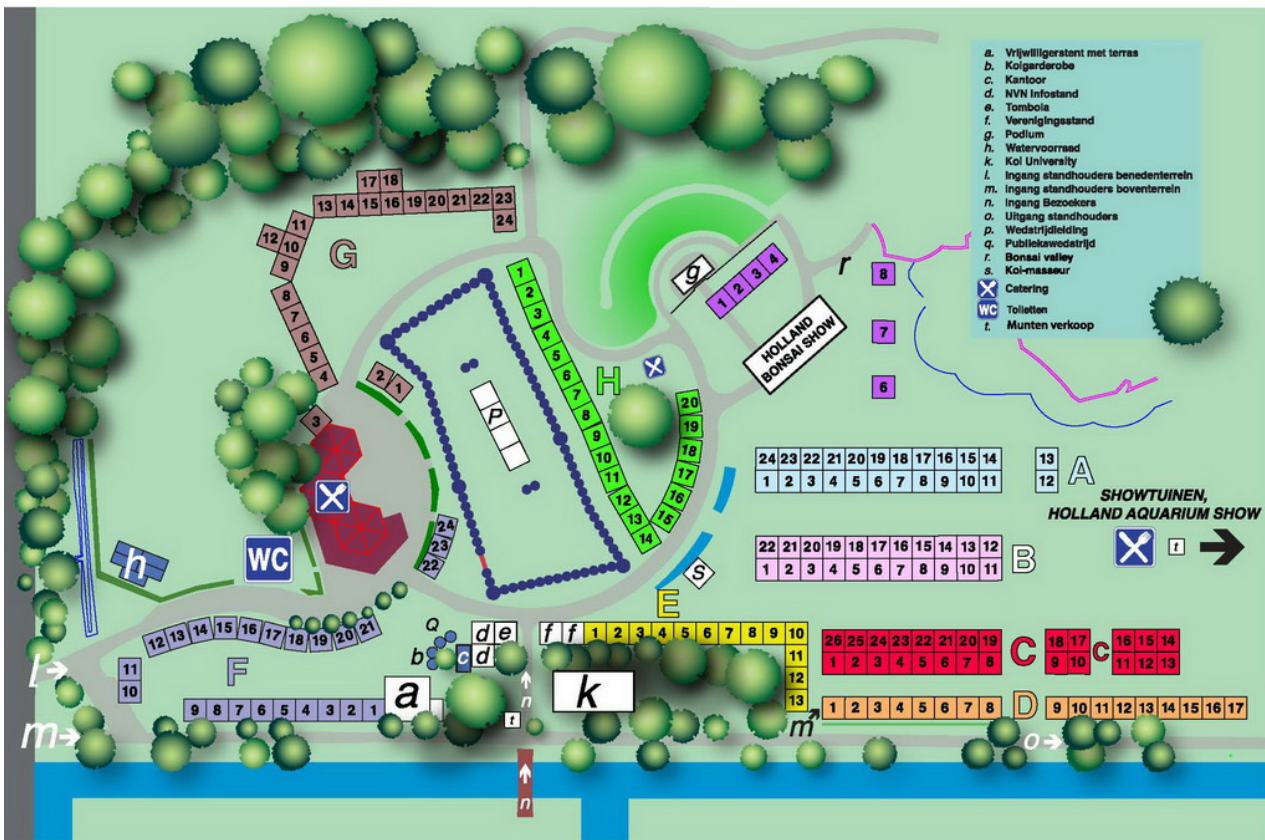 a. Vrijwilligerstent met terras
b. Koigarderobe
c. Kantoor
d. NVN Infostand
e. Tombola
f. Verenigingsstand
g. Podium
h. Watervoorraad
k. Koi University
l. Ingang standhouders benedenterrein
m. Ingang standhouders boventerrein
n. Ingang Bezoekers
o. Uitgang standhouders
p. Wedstrijdleiding
q. Publiekswedstrijd
r. Bonsai valley
s. Koi-masseur
Catering
WC Toiletten
t. Munten verkoop
17 18
13 14 15 16 19 20 21 22 23
24
11
12 10
9
G
8
7
6
5
4
2 1
3
1
2
3
4
5
6
7
8
9
10
11
12
13
14
H
20
19
18
17
16
15
P
g
1 2 3 4
r
8
7
6
HOLLAND
BONSAI SHOW
24 23 22 21 20 19 18 17 16 15 14 13
1 2 3 4 5 6 7 8 9 10 11 12
A
SHOWTUINEN,
HOLLAND AQUARIUM SHOW
t
22 21 20 19 18 17 16 15 14 13 12
1 2 3 4 5 6 7 8 9 10 11
B
24
23
22
WC
h
S
E
12 13 14 15 16 17 18 19 20 21
11
10
F
9 8 7 6 5 4 3 2 1
Q
b
c
d e
d
a
t
n
n
f f 1 2 3 4 5 6 7 8 9 10
11
12
13
k
m
26 25 24 23 22 21 20 19 C 18 17 c 16 15 14
1 2 3 4 5 6 7 8 9 10 11 12 13
1 2 3 4 5 6 7 8 D 9 10 11 12 13 14 15 16 17
l
m
o